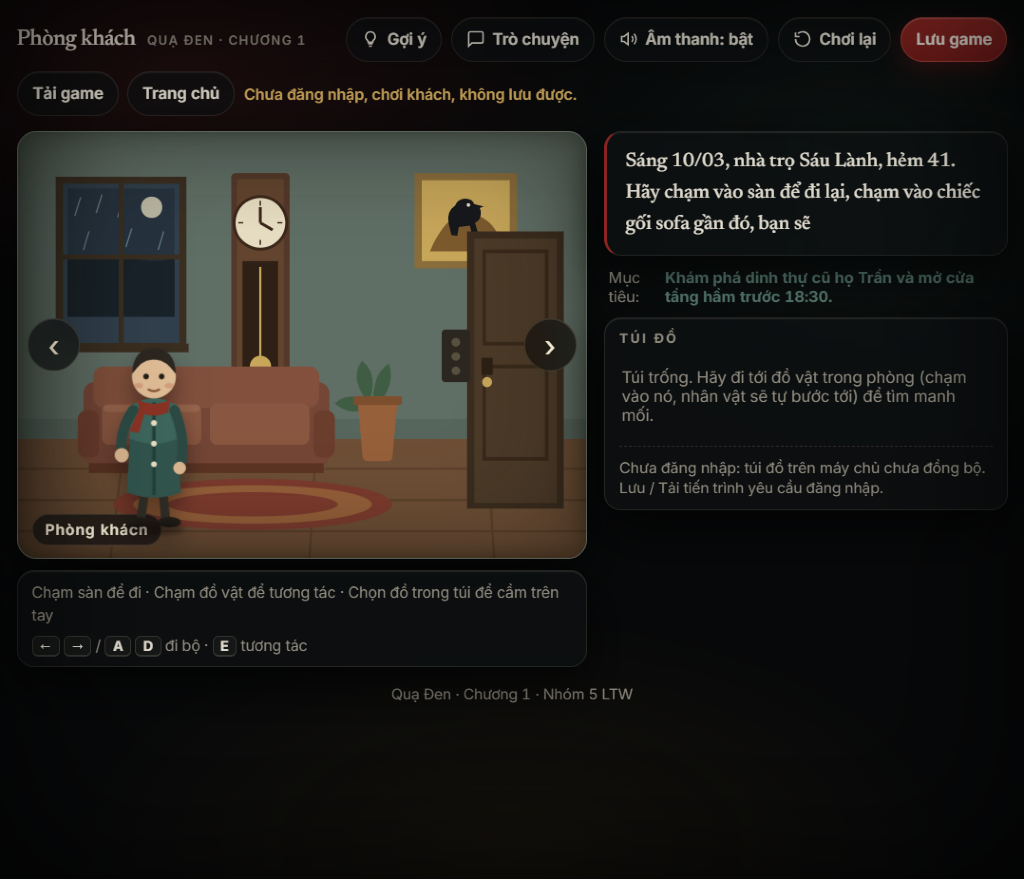 Phòng khách QUẠ ĐEN · CHƯƠNG 1
Gợi ý
Trò chuyện
Âm thanh: bật
Chơi lại
Lưu game
Tải game
Trang chủ
Chưa đăng nhập, chơi khách, không lưu được.
Phòng khách
Chạm sàn để đi · Chạm đồ vật để tương tác · Chọn đồ trong túi để cầm trên
tay
← → / A D đi bộ · E tương tác
Sáng 10/03, nhà trọ Sáu Lành, hẻm 41.
Hãy chạm vào sàn để đi lại, chạm vào chiếc
gối sofa gần đó, bạn sẽ
Mục
tiêu:
Khám phá dinh thự cũ họ Trần và mở cửa
tầng hầm trước 18:30.
TÚI ĐỒ
Túi trống. Hãy đi tới đồ vật trong phòng (chạm
vào nó, nhân vật sẽ tự bước tới) để tìm manh
mối.
Chưa đăng nhập: túi đồ trên máy chủ chưa đồng bộ.
Lưu / Tải tiến trình yêu cầu đăng nhập.
Quạ Đen · Chương 1 · Nhóm 5 LTW